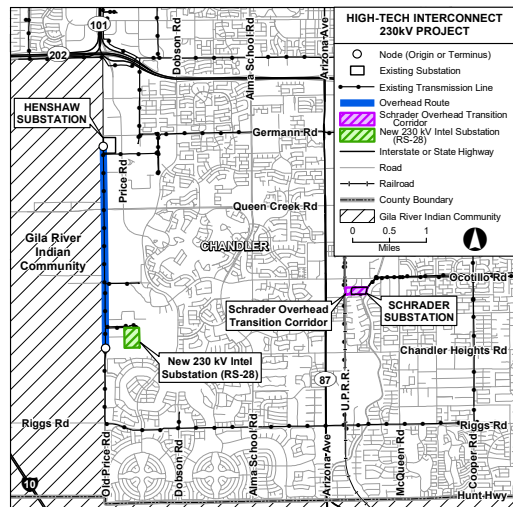 HIGH-TECH INTERCONNECT
230kV PROJECT
Node (Origin or Terminus)
Existing Substation
Existing Transmission Line
Overhead Route
Schrader Overhead Transition
Corridor
New 230 kV Intel Substation
(RS-28)
Interstate or State Highway
Road
Railroad
County Boundary
Gila River Indian Community
0 0.5 1
Miles
101
202
Dobson Rd
Alma School Rd
Arizona Ave
HENSHAW
SUBSTATION
Germann Rd
Price Rd
Queen Creek Rd
CHANDLER
Gila River
Indian
Community
Ocotillo Rd
Schrader Overhead
Transition Corridor
SCHRADER
SUBSTATION
New 230 kV Intel
Substation (RS-28)
Chandler Heights Rd
87
U.P.R.R.
Riggs Rd
Riggs Rd
Old Price Rd
Dobson Rd
Alma School Rd
Arizona Ave
McQueen Rd
Cooper Rd
10
Hunt Hwy